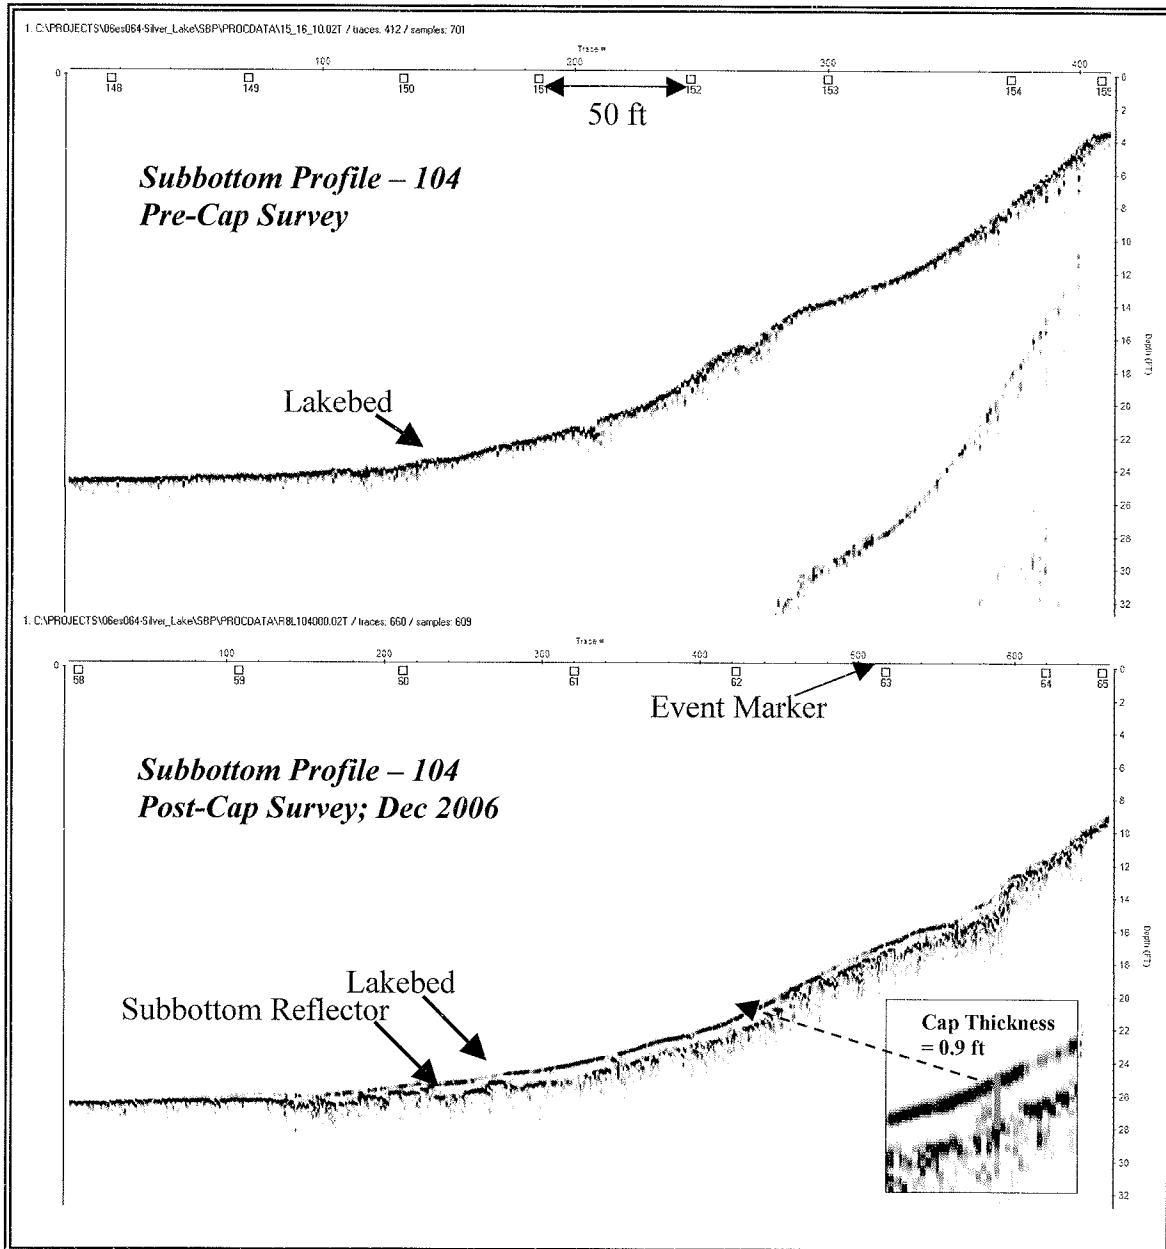 1. C:\PROJECTS\06es064-Silver_Lake\SBP\PROCDATA\15_16_10.02T / traces: 412 / samples: 701
Trace #
100 200 300 400
0 0
148 149 150 151 152 153 154 155
50 ft
2
4
6
8
10
12
14
16
18
20
22
24
26
28
30
32
Depth (FT)
Subbottom Profile – 104
Pre-Cap Survey
Lakebed
1. C:\PROJECTS\06es064-Silver_Lake\SBP\PROCDATA\R8L104000.02T / traces: 660 / samples: 609
Trace #
100 200 300 400 500 600
0 0
58 59 60 61 62 63 64 65
Event Marker
2
4
6
8
10
12
14
16
18
20
22
24
26
28
30
32
Depth (FT)
Subbottom Profile – 104
Post-Cap Survey; Dec 2006
Lakebed
Subbottom Reflector
Cap Thickness
= 0.9 ft